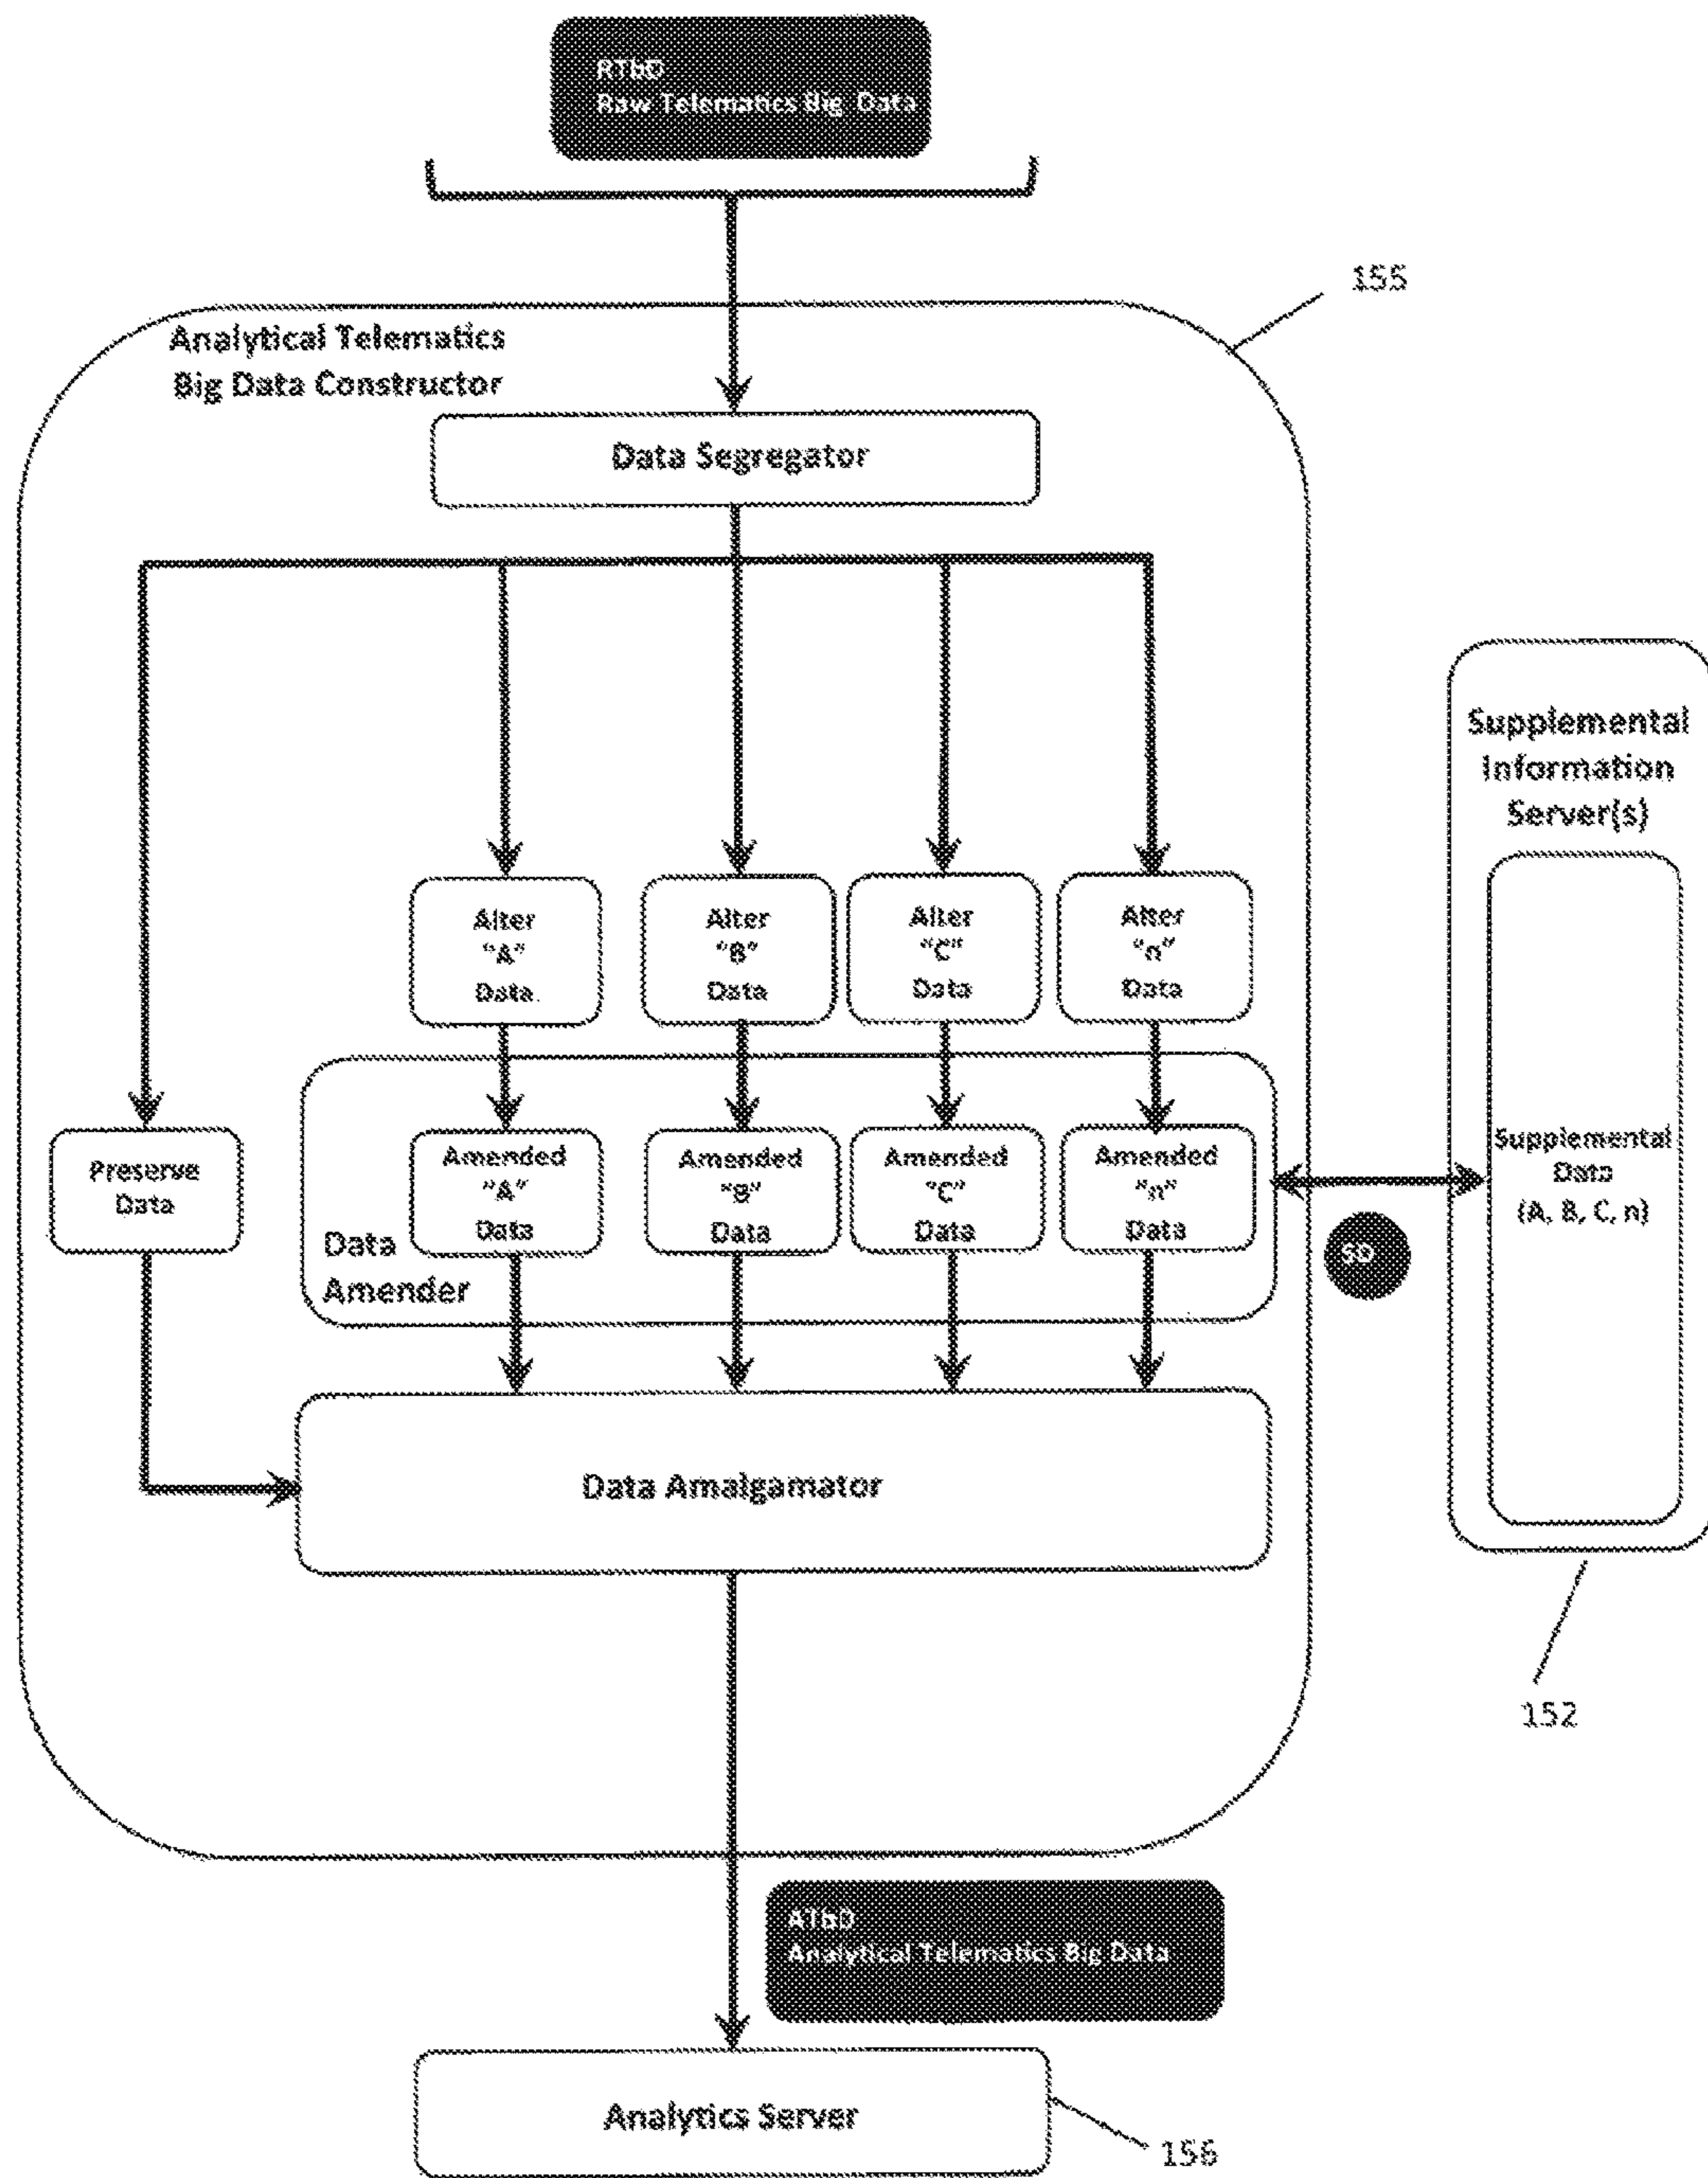 RTbD
Raw Telematics Big Data
155
Analytical Telematics
Big Data Constructor
Data Segregator
Supplemental
Information
Server(s)
Alter
"A"
Data
Alter
"B"
Data
Alter
"C"
Data
Alter
"n"
Data
Preserve
Data
Amended
"A"
Data
Amended
"B"
Data
Amended
"C"
Data
Amended
"n"
Data
Supplemental
Data
(A, B, C, n)
Data
Amender
SD
Data Amalgamator
152
ATbD
Analytical Telematics Big Data
Analytics Server
156